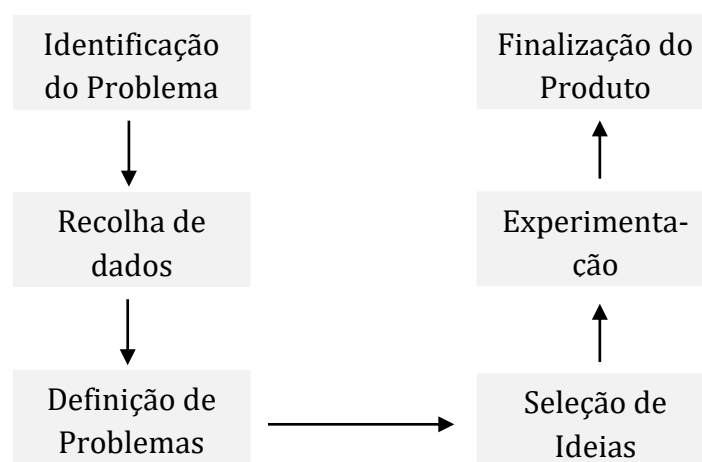 Identificação
do Problema
Recolha de
dados
Definição de
Problemas
Seleção de
Ideias
Experimenta-
ção
Finalização do
Produto